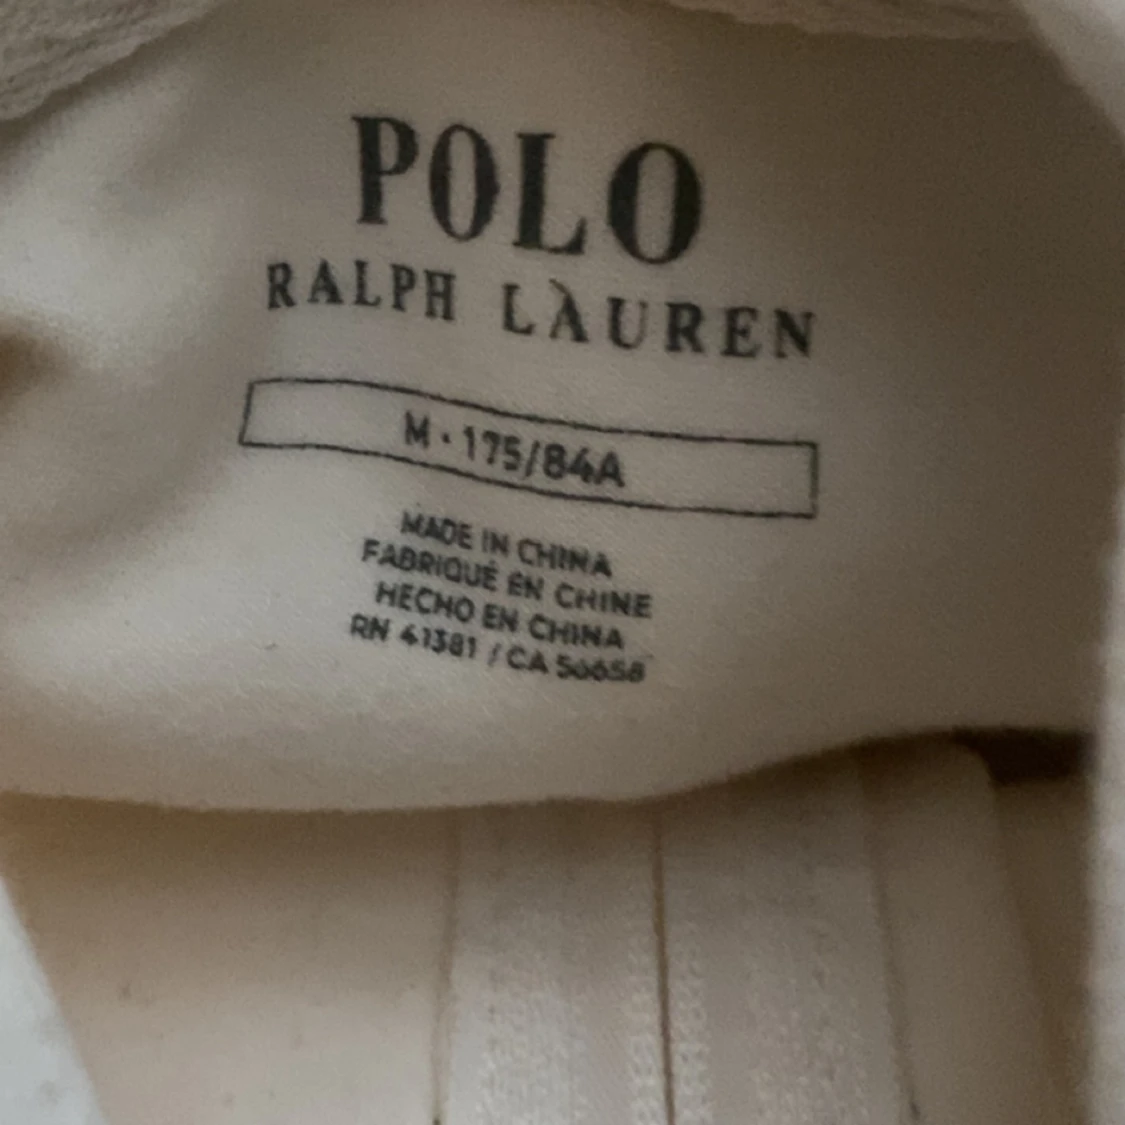 POLO
RALPH LAUREN
M · 175/84A
MADE IN CHINA
FABRIQUÉ EN CHINE
HECHO EN CHINA
RN 41381 / CA 56658